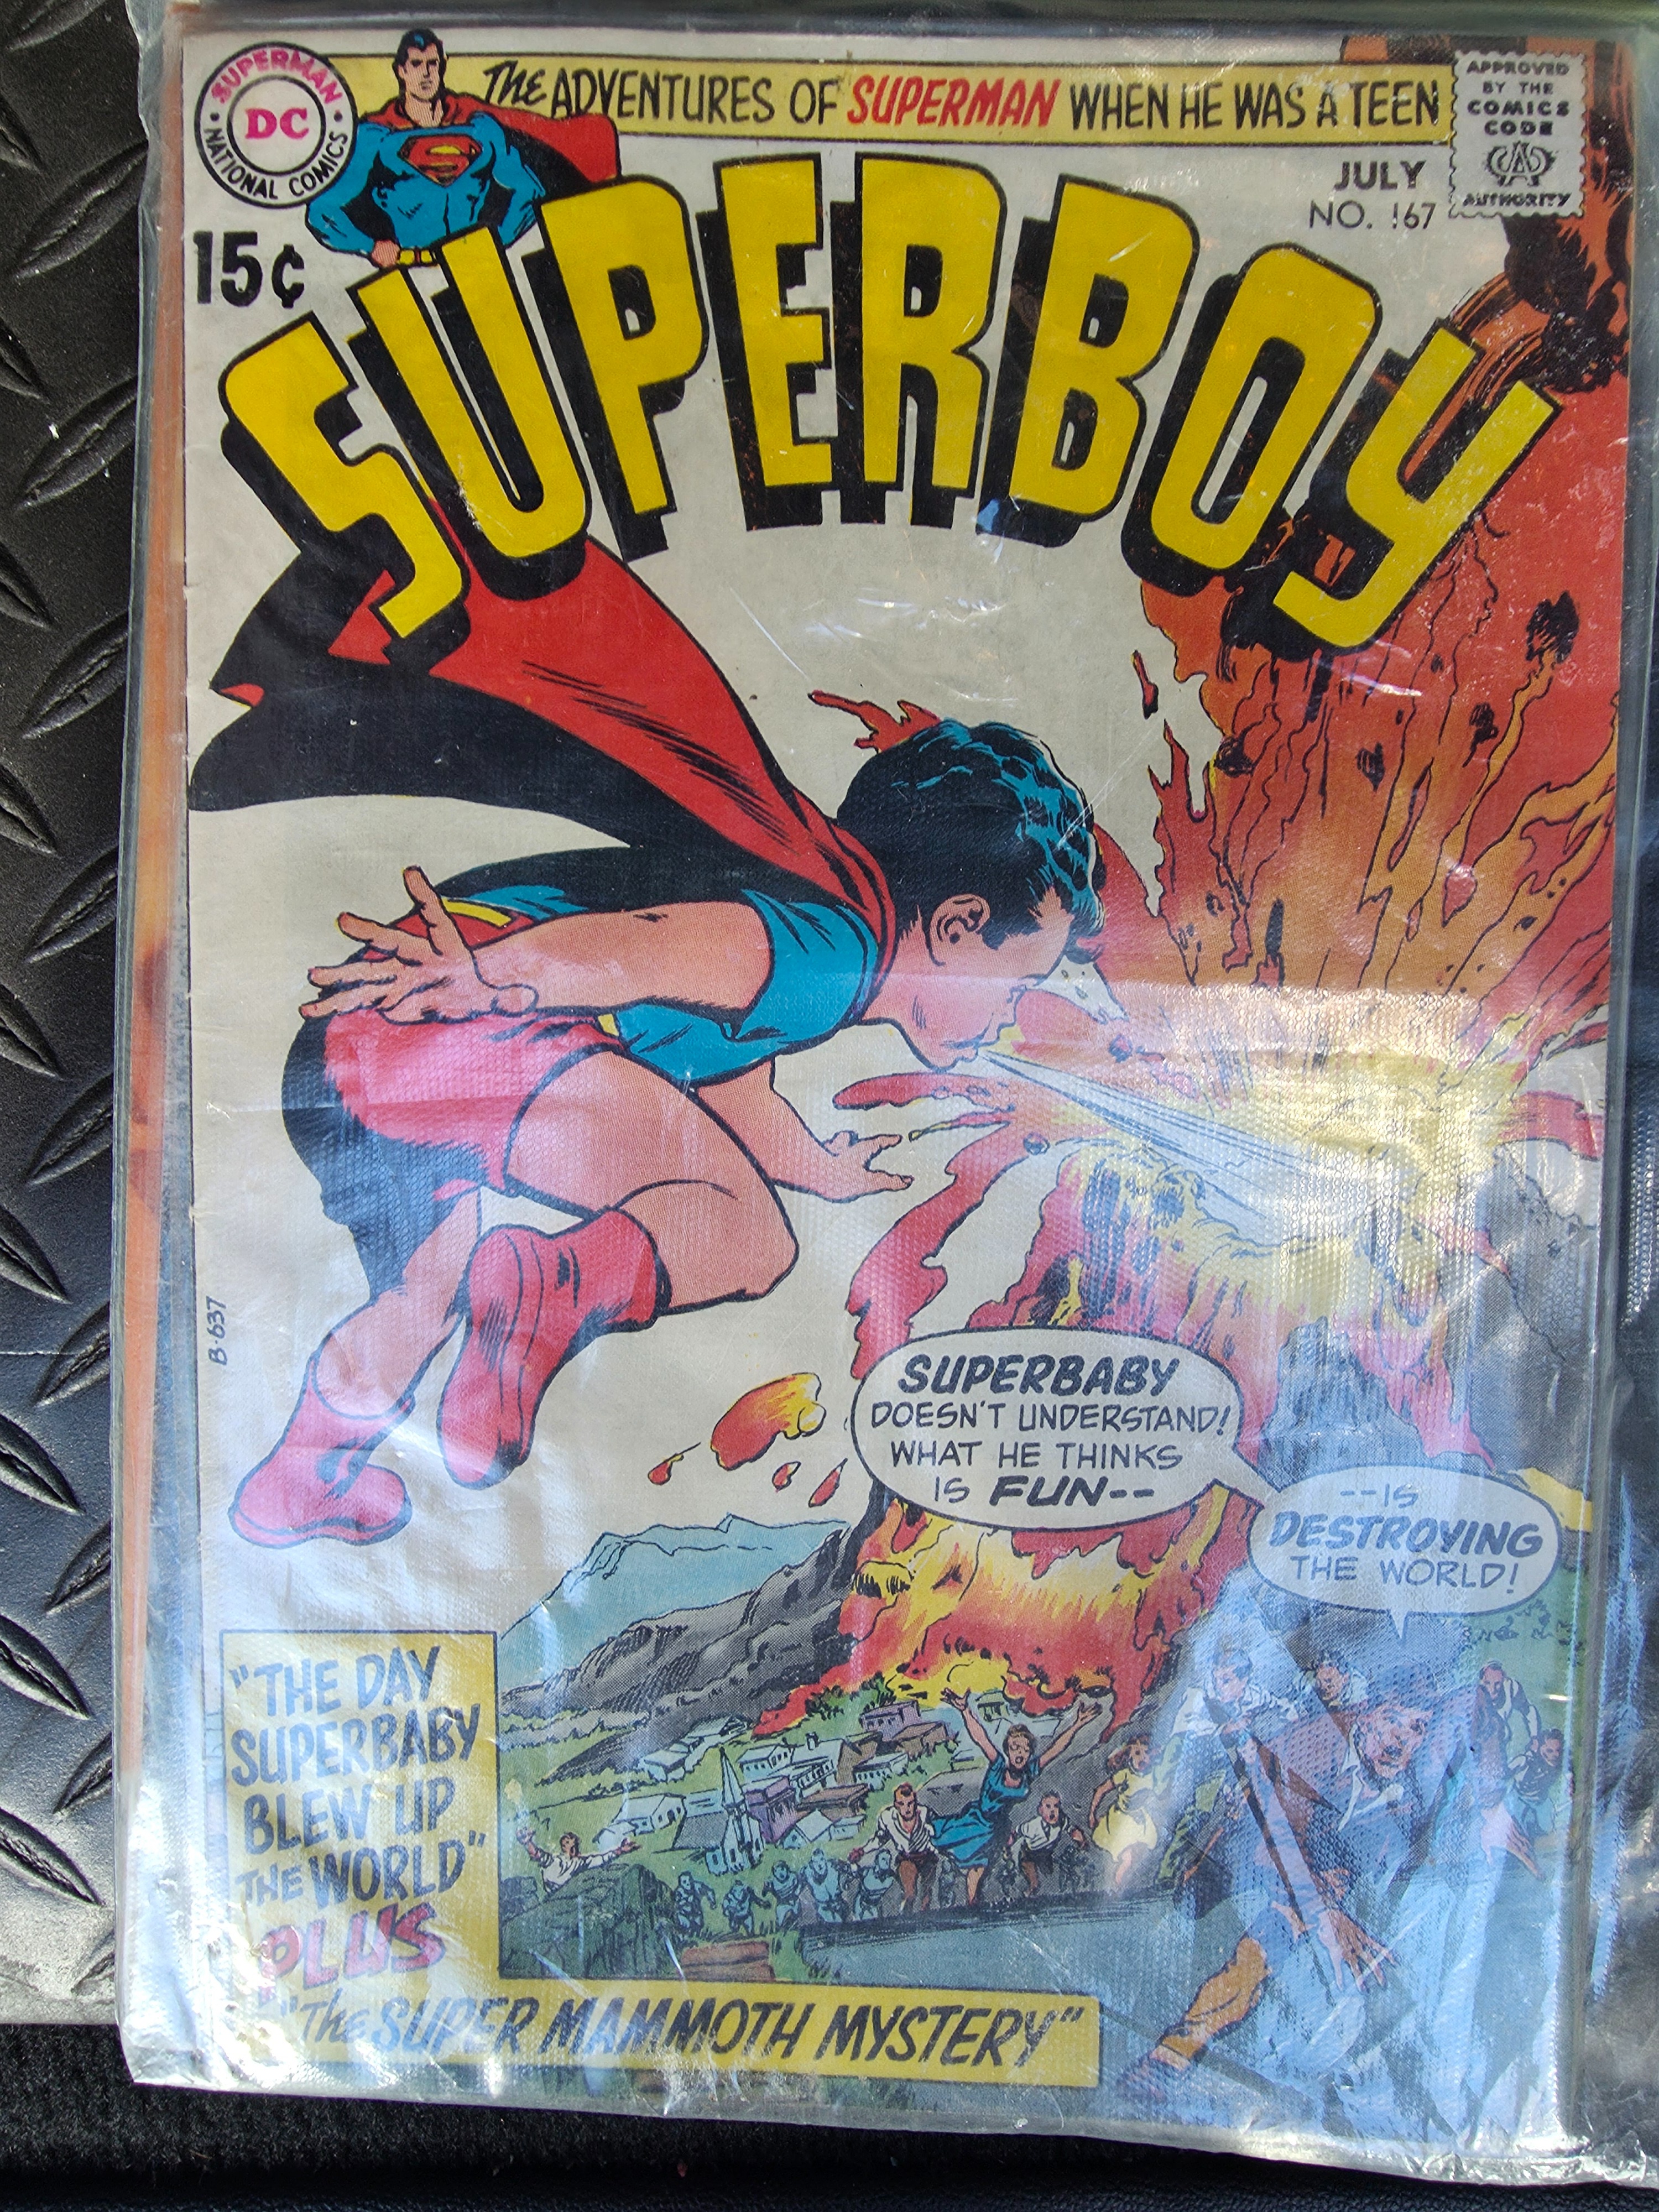 SUPERMAN
DC
NATIONAL COMICS
The ADVENTURES OF SUPERMAN WHEN HE WAS A TEEN
APPROVED
BY THE
COMICS
CODE
CA
AUTHORITY
JULY
NO. 167
15¢
SUPERBOY
B-637
SUPERBABY
DOESN'T UNDERSTAND!
WHAT HE THINKS
IS FUN--
--IS
DESTROYING
THE WORLD!
"THE DAY
SUPERBABY
BLEW UP
THE WORLD"
PLUS
"The SUPER MAMMOTH MYSTERY"